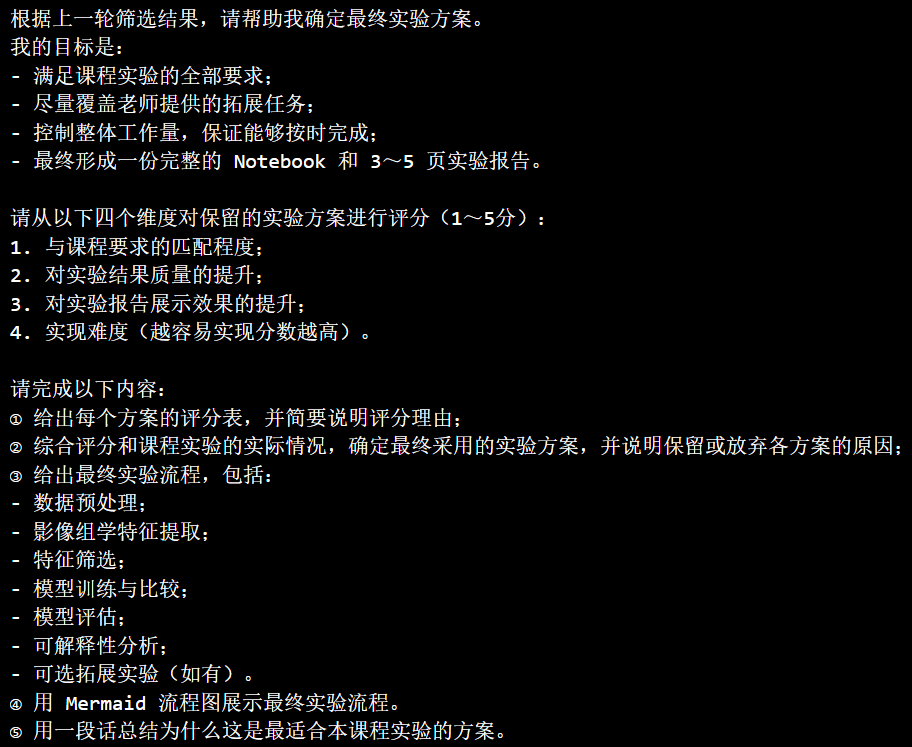 根据上一轮筛选结果，请帮助我确定最终实验方案。
我的目标是：
- 满足课程实验的全部要求；
- 尽量覆盖老师提供的拓展任务；
- 控制整体工作量，保证能够按时完成；
- 最终形成一份完整的 Notebook 和 3～5 页实验报告。
请从以下四个维度对保留的实验方案进行评分（1～5分）：
1. 与课程要求的匹配程度；
2. 对实验结果质量的提升；
3. 对实验报告展示效果的提升；
4. 实现难度（越容易实现分数越高）。
请完成以下内容：
① 给出每个方案的评分表，并简要说明评分理由；
② 综合评分和课程实验的实际情况，确定最终采用的实验方案，并说明保留或放弃各方案的原因；
③ 给出最终实验流程，包括：
- 数据预处理；
- 影像组学特征提取；
- 特征筛选；
- 模型训练与比较；
- 模型评估；
- 可解释性分析；
- 可选拓展实验（如有）。
④ 用 Mermaid 流程图展示最终实验流程。
⑤ 用一段话总结为什么这是最适合本课程实验的方案。